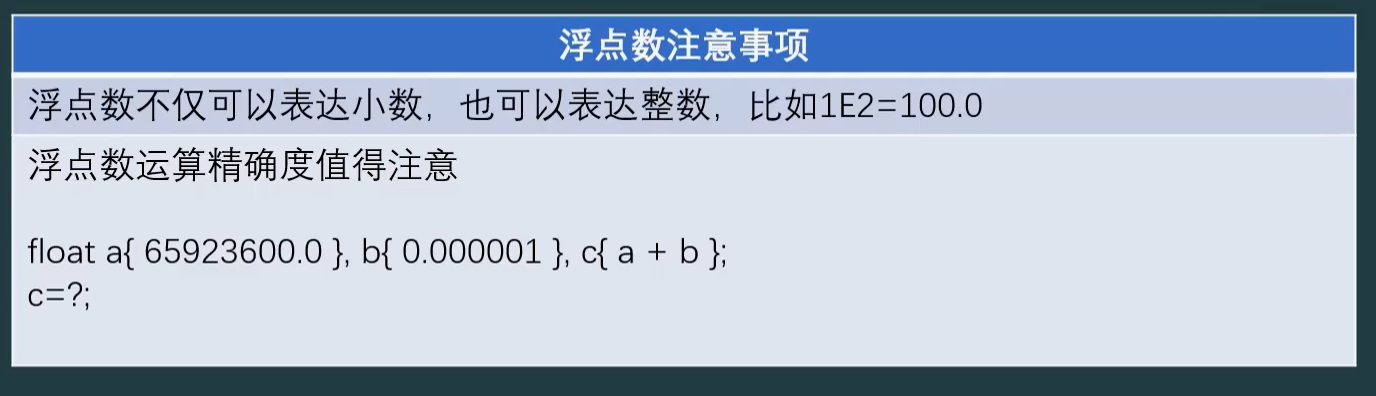 浮点数注意事项
浮点数不仅可以表达小数，也可以表达整数，比如1E2=100.0
浮点数运算精确度值得注意
float a{ 65923600.0 }, b{ 0.000001 }, c{ a + b };
c=?;